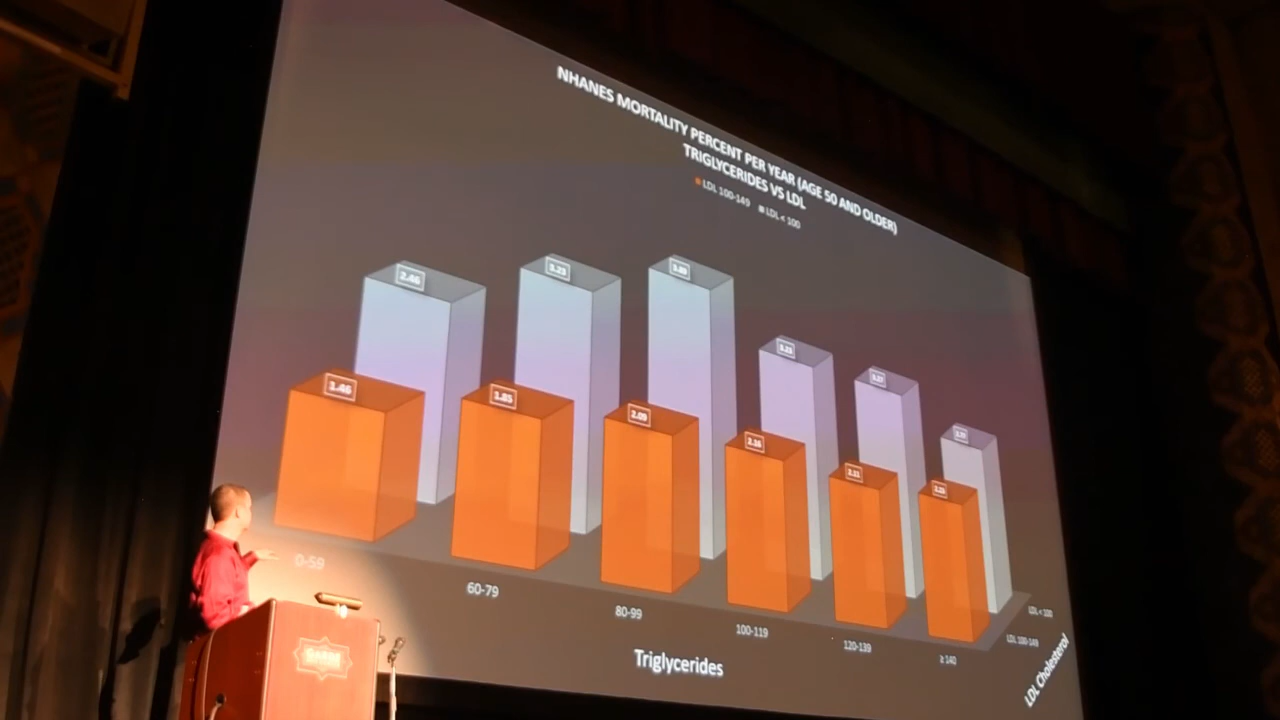 NHANES MORTALITY PERCENT PER YEAR (AGE 50 AND OLDER)
TRIGLYCERIDES VS LDL
LDL 100-149 LDL < 100
2.46 3.23
1.46 1.85 2.09 2.16 2.11
0-59 60-79 80-99 100-119 120-139 ≥ 140
LDL < 100
LDL 100-149
Triglycerides
LDL Cholesterol